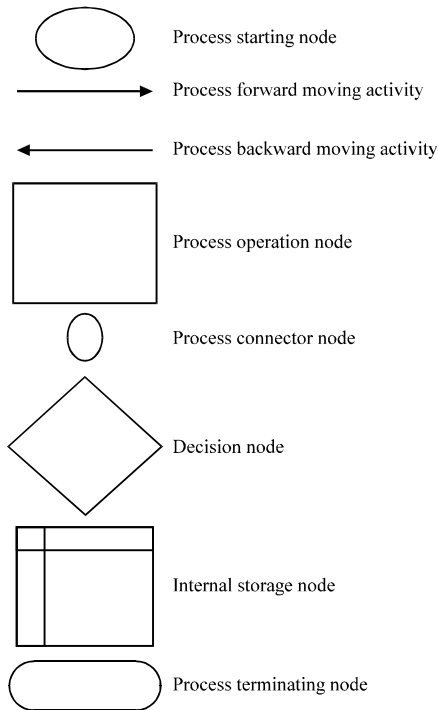 Process starting node
Process forward moving activity
Process backward moving activity
Process operation node
Process connector node
Decision node
Internal storage node
Process terminating node